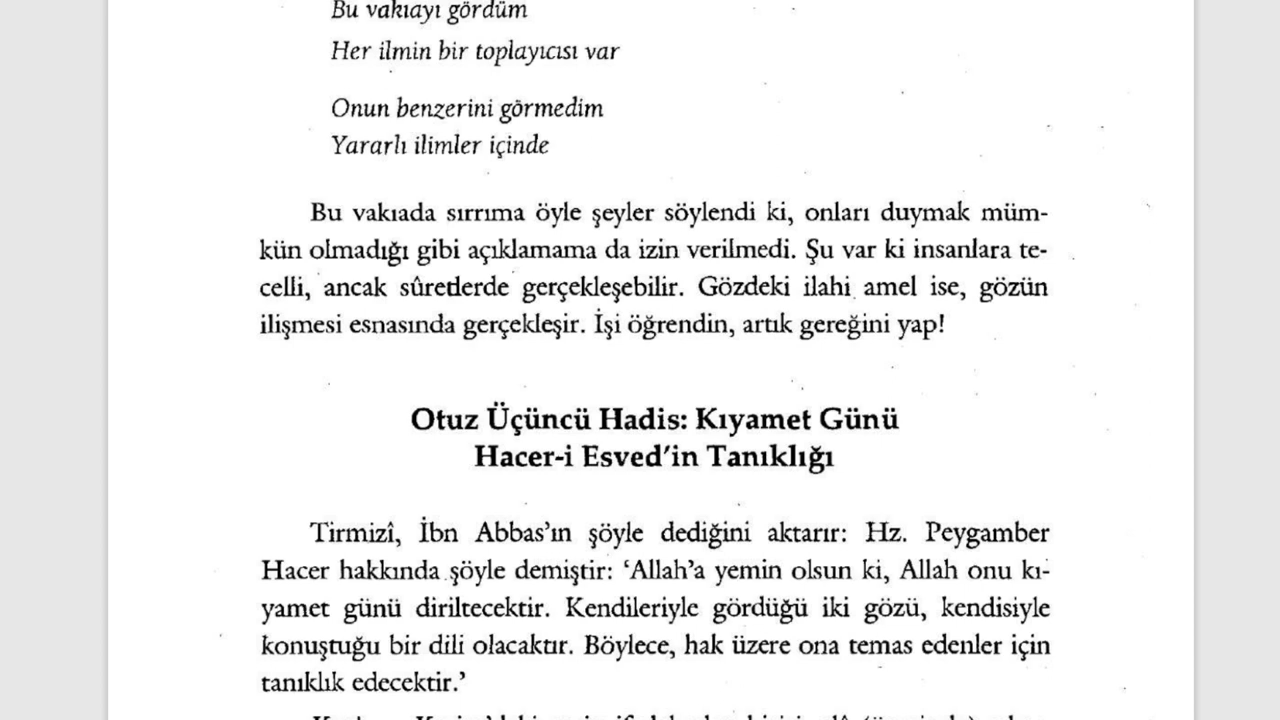 Bu vakıayı gördüm
Her ilmin bir toplayıcısı var
Onun benzerini görmedim
Yararlı ilimler içinde
Bu vakıada sırrıma öyle şeyler söylendi ki, onları duymak müm-
kün olmadığı gibi açıklamama da izin verilmedi. Şu var ki insanlara te-
celli, ancak sûretlerde gerçekleşebilir. Gözdeki ilahi amel ise, gözün
ilişmesi esnasında gerçekleşir. İşi öğrendin, artık gereğini yap!
Otuz Üçüncü Hadis: Kıyamet Günü
Hacer-i Esved’in Tanıklığı
Tirmizî, İbn Abbas’ın şöyle dediğini aktarır: Hz. Peygamber
Hacer hakkında şöyle demiştir: ‘Allah’a yemin olsun ki, Allah onu kı-
yamet günü diriltecektir. Kendileriyle gördüğü iki gözü, kendisiyle
konuştuğu bir dili olacaktır. Böylece, hak üzere ona temas edenler için
tanıklık edecektir.’